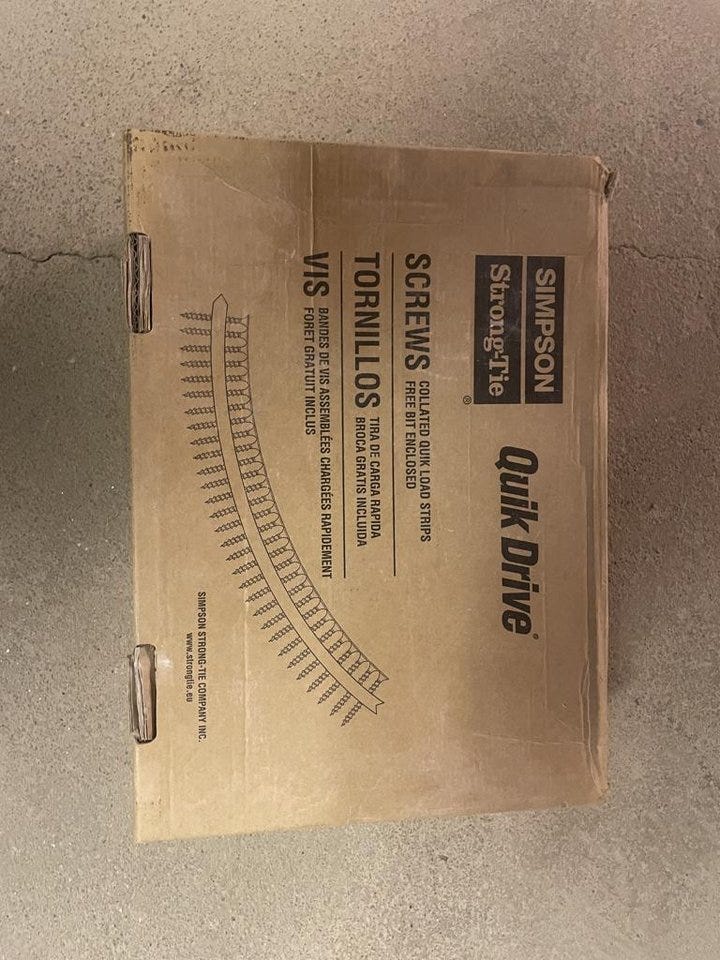 SIMPSON
Strong-Tie
®
Quik Drive®
SCREWS
COLLATED QUIK LOAD STRIPS
FREE BIT ENCLOSED
TORNILLOS
TIRA DE CARGA RAPIDA
BROCA GRATIS INCLUIDA
VIS
BANDES DE VIS ASSEMBLÉES CHARGÉES RAPIDEMENT
FORET GRATUIT INCLUS
SIMPSON STRONG-TIE COMPANY INC.
www.strongtie.eu